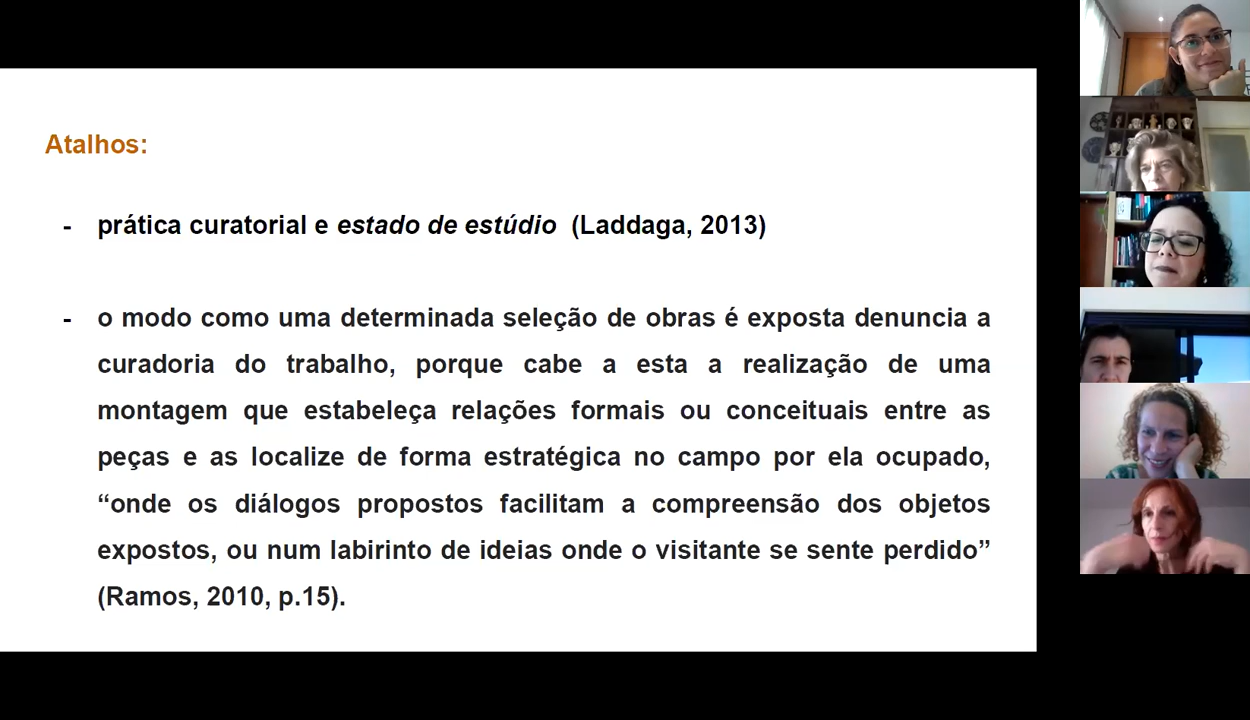 Atalhos:
- prática curatorial e estado de estúdio (Laddaga, 2013)
- o modo como uma determinada seleção de obras é exposta denuncia a
curadoria do trabalho, porque cabe a esta a realização de uma
montagem que estabeleça relações formais ou conceituais entre as
peças e as localize de forma estratégica no campo por ela ocupado,
“onde os diálogos propostos facilitam a compreensão dos objetos
expostos, ou num labirinto de ideias onde o visitante se sente perdido”
(Ramos, 2010, p.15).